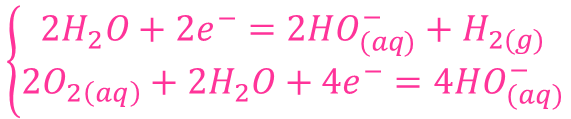 2H₂O + 2e⁻ = 2HO⁻₍aq₎ + H₂₍g₎
2O₂₍aq₎ + 2H₂O + 4e⁻ = 4HO⁻₍aq₎